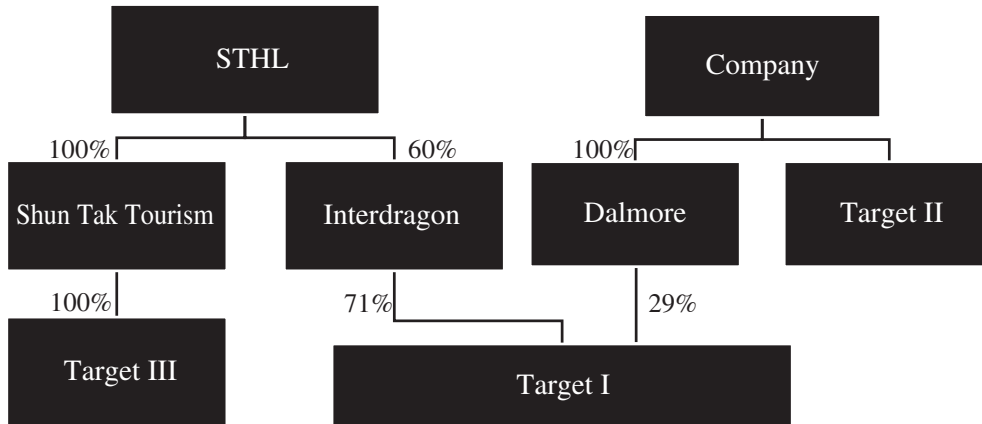 STHL
Company
100%
60%
100%
Shun Tak Tourism
Interdragon
Dalmore
Target II
100%
71%
29%
Target III
Target I